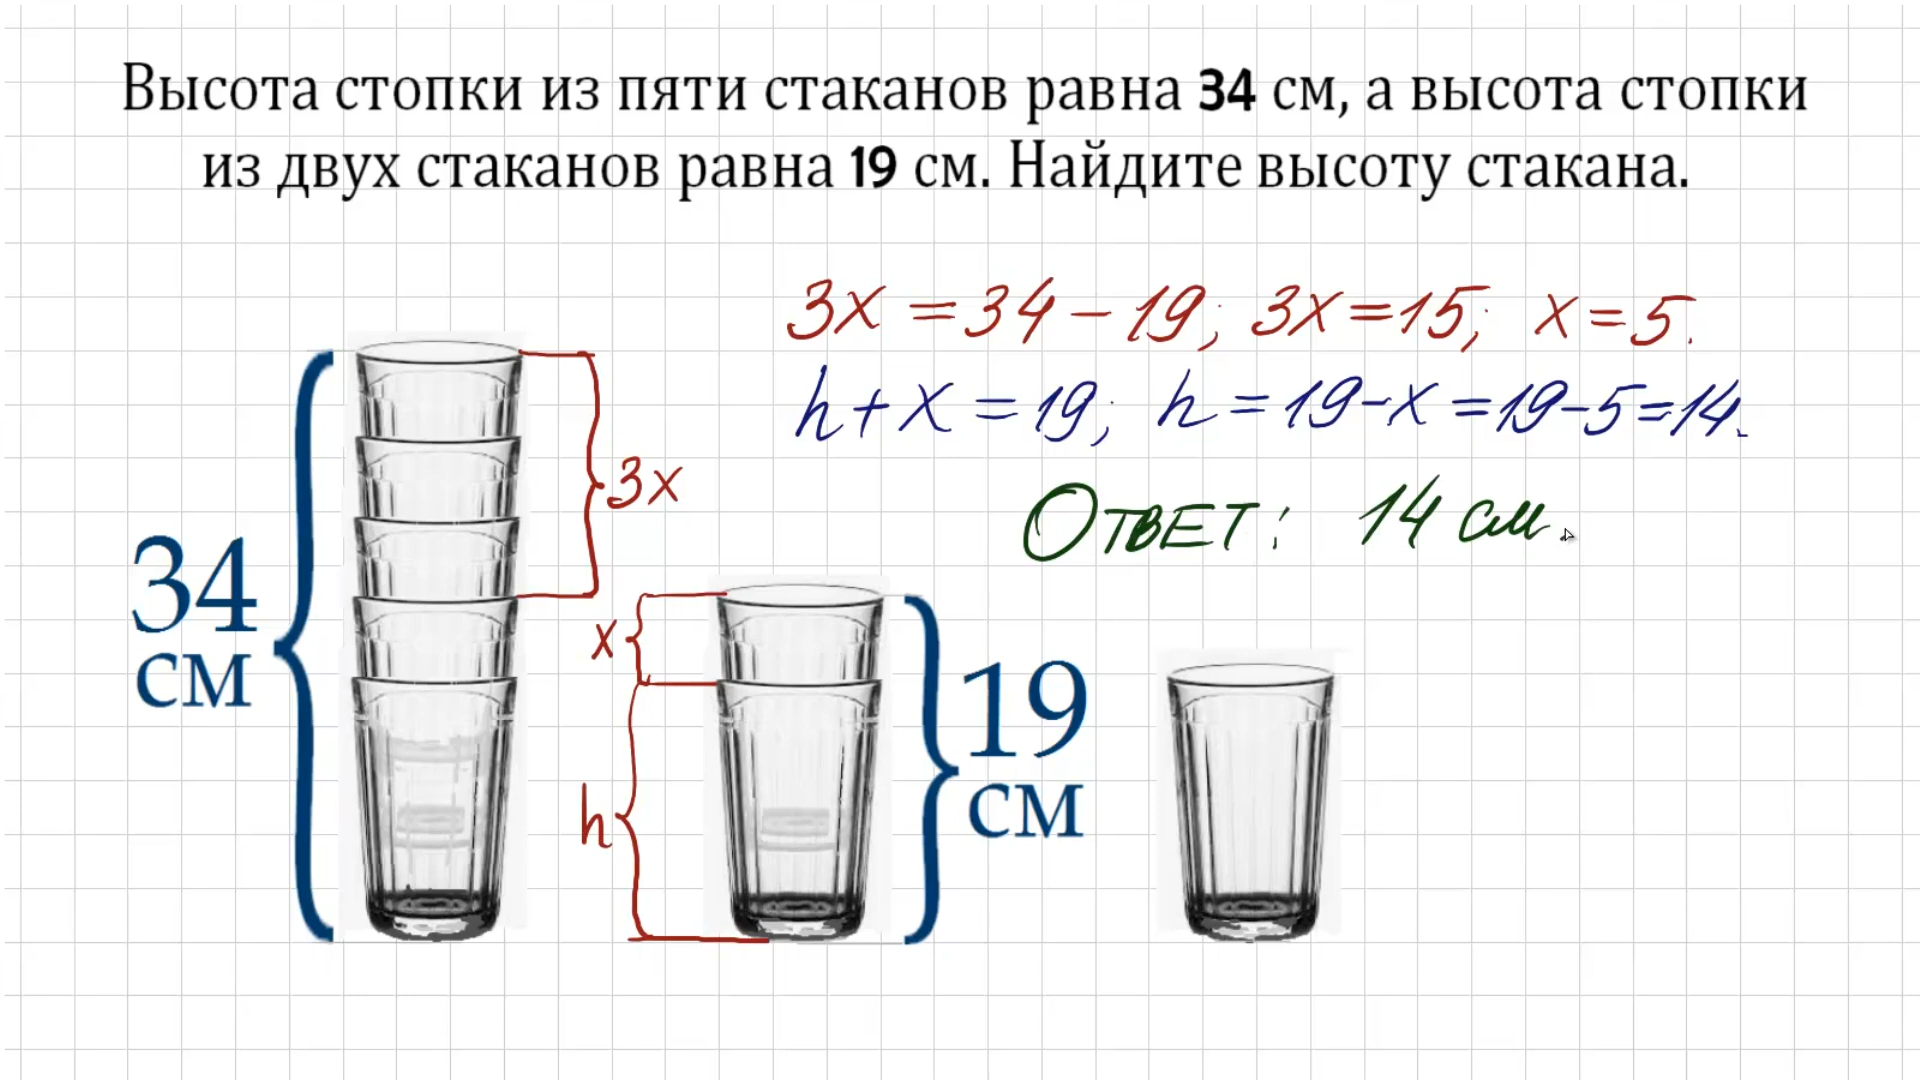 Высота стопки из пяти стаканов равна 34 см, а высота стопки
из двух стаканов равна 19 см. Найдите высоту стакана.
3x = 34 - 19; 3x = 15; x = 5.
h + x = 19; h = 19 - x = 19 - 5 = 14.
Ответ: 14 см.
34
см
3x
x
h
19
см